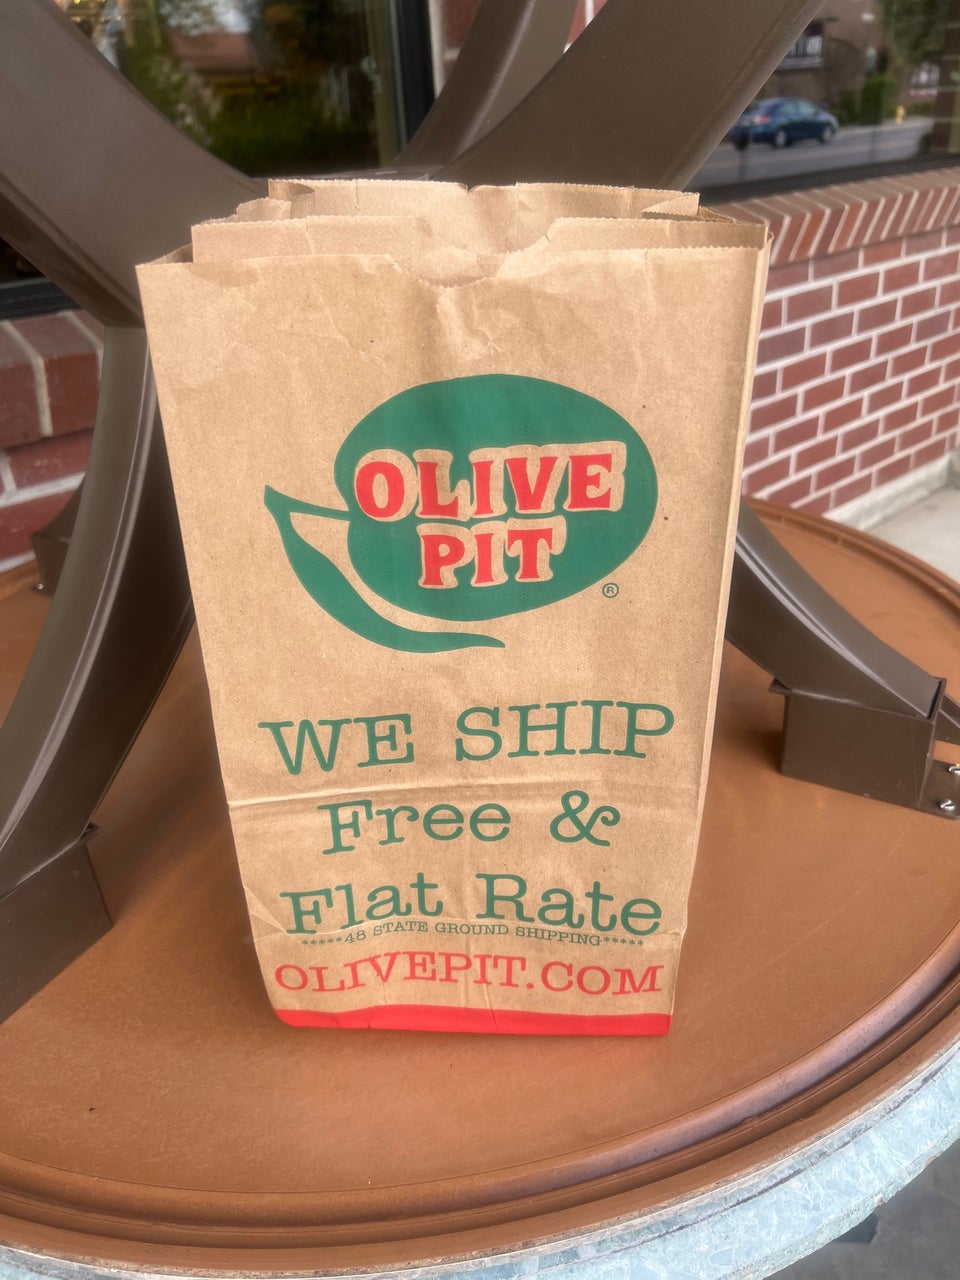 OLIVE
PIT
®
WE SHIP
Free &
Flat Rate
*****48 STATE GROUND SHIPPING*****
OLIVEPIT.COM